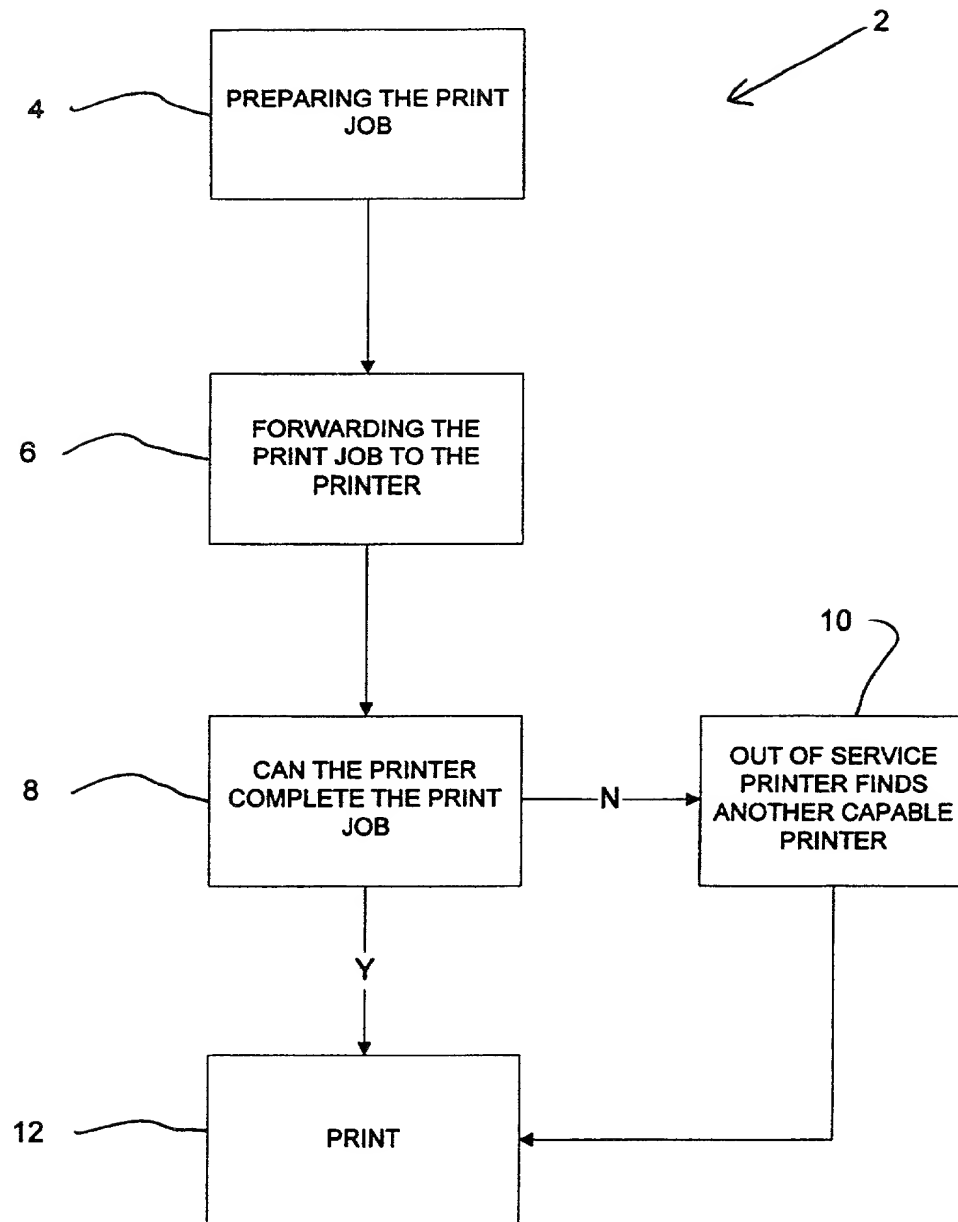 2
4
PREPARING THE PRINT
JOB
6
FORWARDING THE
PRINT JOB TO THE
PRINTER
10
8
CAN THE PRINTER
COMPLETE THE PRINT
JOB
N
OUT OF SERVICE
PRINTER FINDS
ANOTHER CAPABLE
PRINTER
Y
12
PRINT